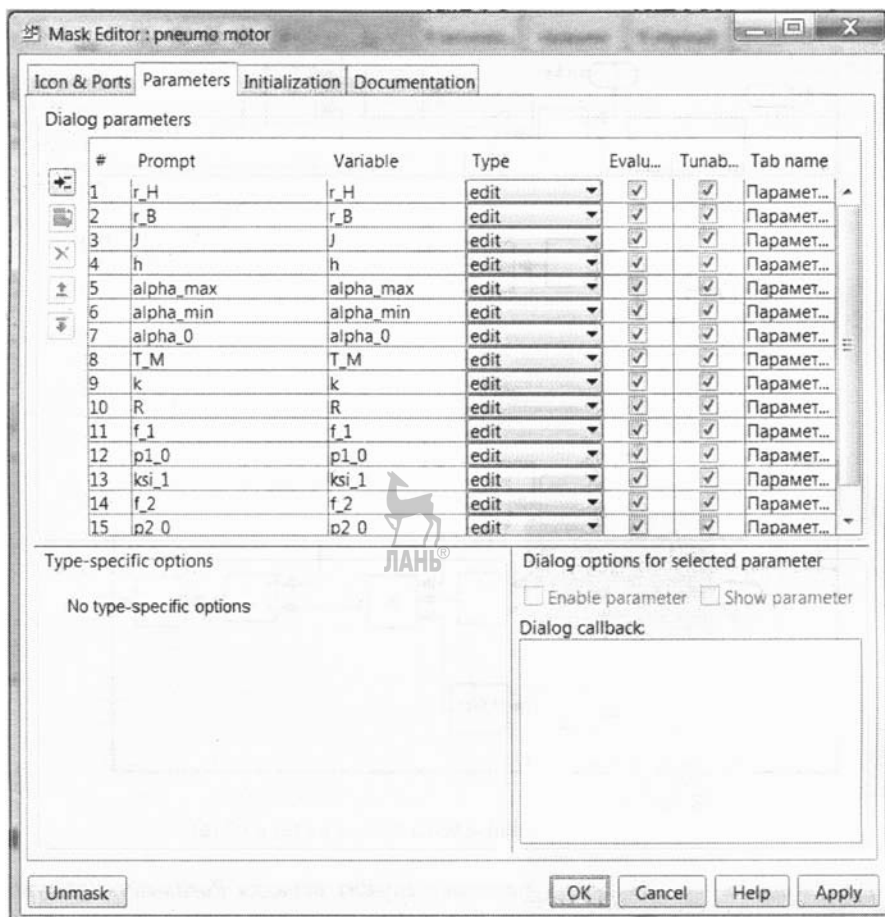 Mask Editor : pneumo motor
Icon & Ports Parameters Initialization Documentation
Dialog parameters
# Prompt Variable Type Evalu... Tunab... Tab name
1 r_H r_H edit Парамет...
2 r_B r_B edit Парамет...
3 J J edit Парамет...
4 h h edit Парамет...
5 alpha_max alpha_max edit Парамет...
6 alpha_min alpha_min edit Парамет...
7 alpha_0 alpha_0 edit Парамет...
8 T_M T_M edit Парамет...
9 k k edit Парамет...
10 R R edit Парамет...
11 f_1 f_1 edit Парамет...
12 p1_0 p1_0 edit Парамет...
13 ksi_1 ksi_1 edit Парамет...
14 f_2 f_2 edit Парамет...
15 p2_0 p2_0 edit Парамет...
ЛАНЬ®
Type-specific options
No type-specific options
Dialog options for selected parameter
Enable parameter Show parameter
Dialog callback:
Unmask OK Cancel Help Apply